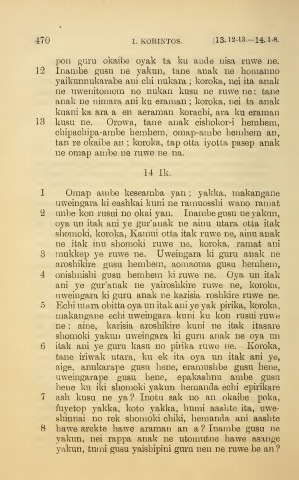 470 1. KORINTOS. [13. 12-13.—14. 1-8.
pon guru okaibe oyak ta ku ande nisa ruwe ne.
12 Inambe gusu ne yakun, tane anak ne homanno
yaikunnukarabe ani chi nukara; koroka, nei ita anak
ne uwenitomom no nukan kusu ne ruwe ne: tane
anak ne nimara ani ku eraman; koroka, nei ta anak
kuani ka ara a en aeraman korachi, ara ku eraman
13 kusu ne. Orowa, tane anak eishokor-i hembem,
chipachipa-ambe hembem, omap-ambe hembem an,
tan re okaibe an; koroka, tap otta iyotta pasep anak
ne omap ambe ne ruwe ne na.
14 Ik.
1 Omap ambe keseamba yan; yakka, makangane
uweingara ki eashkai kuni ne ramuosshi wano ramat
2 ambe kon rusui no okai yan. Inambe gusu ne yakun,
oya un itak ani ye gur'anak ne ainu utara otta itak
shomoki, koroka, Kamui otta itak ruwe ne, ainu anak
ne itak inu shomoki ruwe ne, koroka, ramat ani
3 mukkep ye ruwe ne. Uweingara ki guru anak ne
aroshikire gusu hembem, aomaoma gusu hembem,
4 onishnishi gusu hembem ki ruwe ne. Oya un itak
ani ye gur'anak ne yairoshkire ruwe ne, koroka,
uweingara ki guru anak ne karisia roshkire ruwe ne.
5 Echi utara obitta oya un itak ani ye yak pirika, koroka,
makangane echi uweingara kuni ku kon rusui ruwe
ne: aine, karisia aroshikire kuni ne itak itasare
shomoki yakun uweingara ki guru anak ne oya un
6 itak ani ye guru kasu no pirika ruwe ne. Koroka,
tane iriwak utara, ku ek ita oya un itak ani ye,
aige, anukarape gusu hene, eramushbe gusu hene,
uweingarape gusu hene, epakashnu ambe gusu
hene ku iki shomoki yakun hemanda echi epirikare
7 ash kusu ne ya? Inotu sak no an okaibe poka,
fuyetop yakka, koto yakka, humi aashte ita, uwe-
shinnai no rek shomoki chiki, hemanda ani aashte
8 hawe arekte hawe araman an a? Inambe gusu ne
yakun, nei rappa anak ne utomutne hawe asange
yakun, tumi gusu yaishipini guru nen ne ruwe he an?